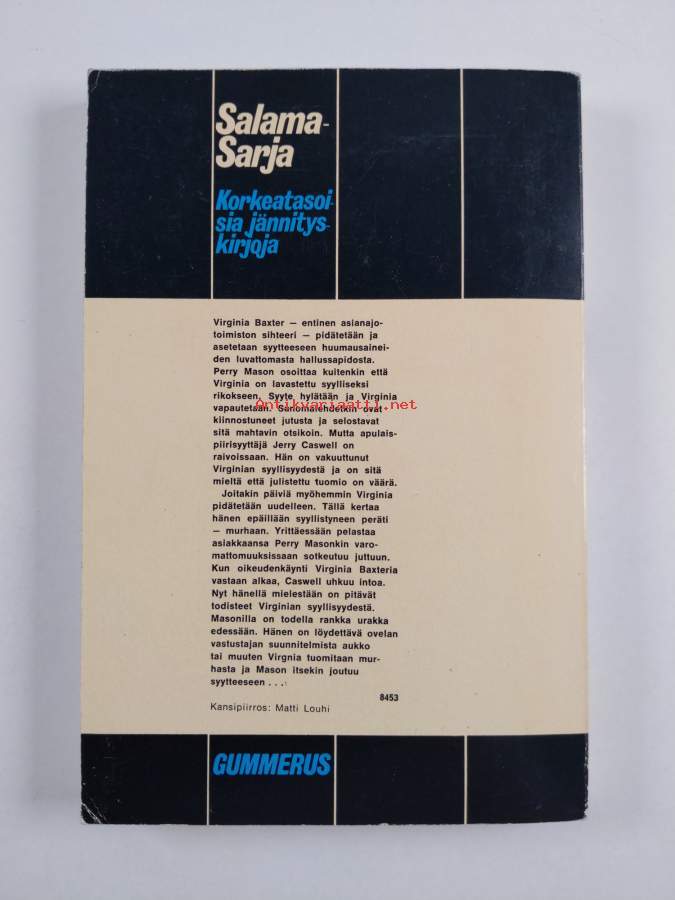 Salama-
Sarja
Korkeatasoi-
sia jännitys-
kirjoja
Virginia Baxter — entinen asianajo-
toimiston sihteeri — pidätetään ja
asetetaan syytteeseen huumausainei-
den luvattomasta hallussapidosta.
Perry Mason osoittaa kuitenkin että
Virginia on lavastettu syylliseksi
rikokseen. Syyte hylätään ja Virginia
vapautetaan. Sanomalehdetkin ovat
Antikvariaatti.net
kiinnostuneet jutusta ja selostavat
sitä mahtavin otsikoin. Mutta apulais-
piirisyyttäjä Jerry Caswell on
raivoissaan. Hän on vakuuttunut
Virginian syyllisyydestä ja on sitä
mieltä että julistettu tuomio on väärä.
Joitakin päiviä myöhemmin Virginia
pidätetään uudelleen. Tällä kertaa
hänen epäillään syyllistyneen peräti
— murhaan. Yrittäessään pelastaa
asiakkaansa Perry Masonkin varo-
mattomuuksissaan sotkeutuu juttuun.
Kun oikeudenkäynti Virginia Baxteria
vastaan alkaa, Caswell uhkuu intoa.
Nyt hänellä mielestään on pitävät
todisteet Virginian syyllisyydestä.
Masonilla on todella rankka urakka
edessään. Hänen on löydettävä ovelan
vastustajan suunnitelmista aukko
tai muuten Virgnia tuomitaan mur-
hasta ja Mason itsekin joutuu
syytteeseen . . .
8453
Kansipiirros: Matti Louhi
GUMMERUS